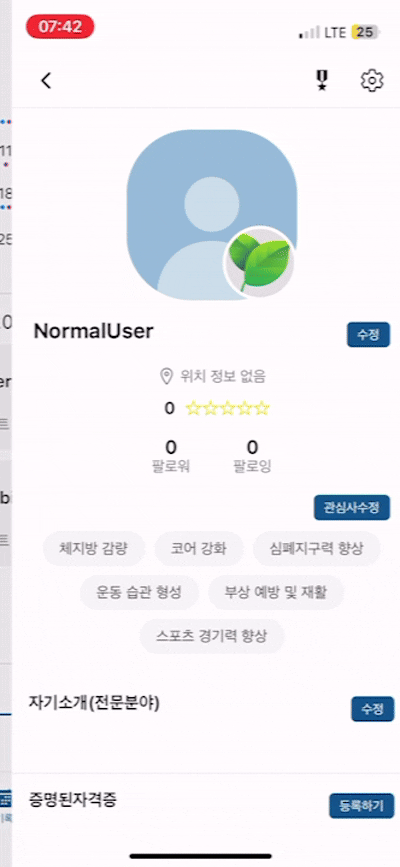 07:42
LTE 25
11
18
25
NormalUser
수정
위치 정보 없음
0
0 0
팔로워 팔로잉
관심사수정
체지방 감량 코어 강화 심폐지구력 향상
운동 습관 형성 부상 예방 및 재활
스포츠 경기력 향상
자기소개(전문분야)
수정
증명된자격증
등록하기